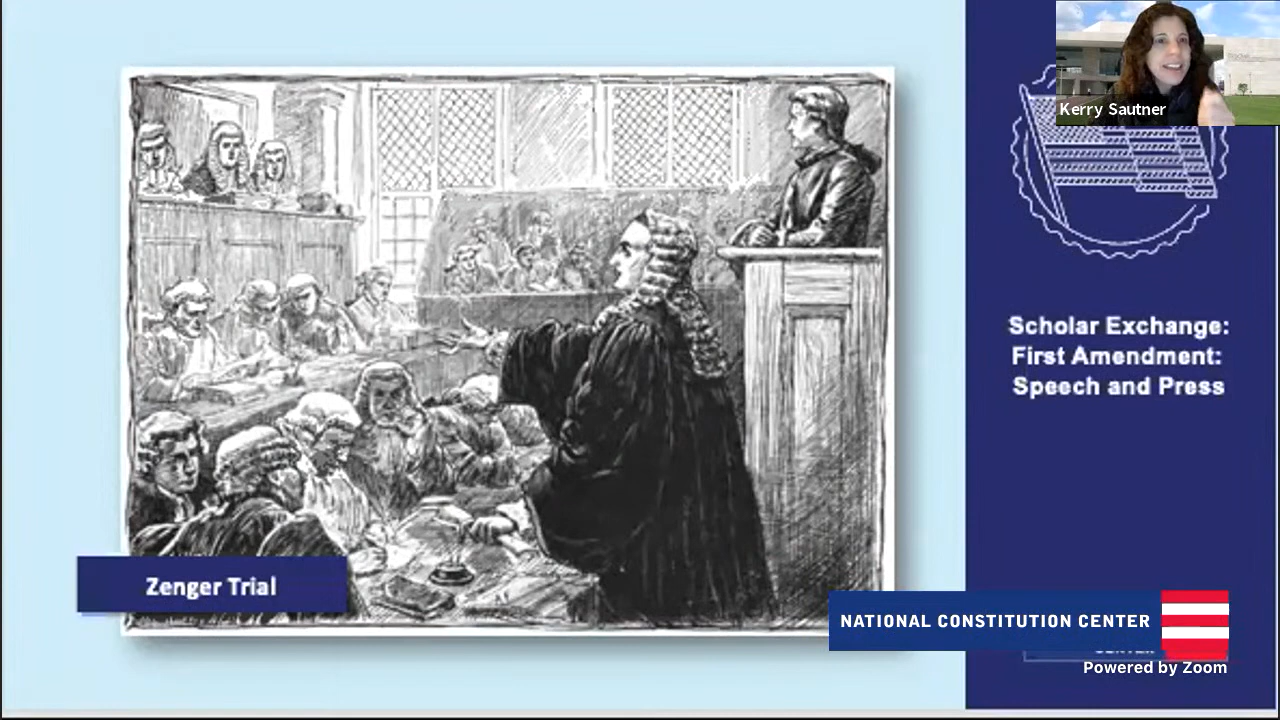 Kerry Sautner
Scholar Exchange:
First Amendment:
Speech and Press
Zenger Trial
NATIONAL CONSTITUTION CENTER
Powered by Zoom